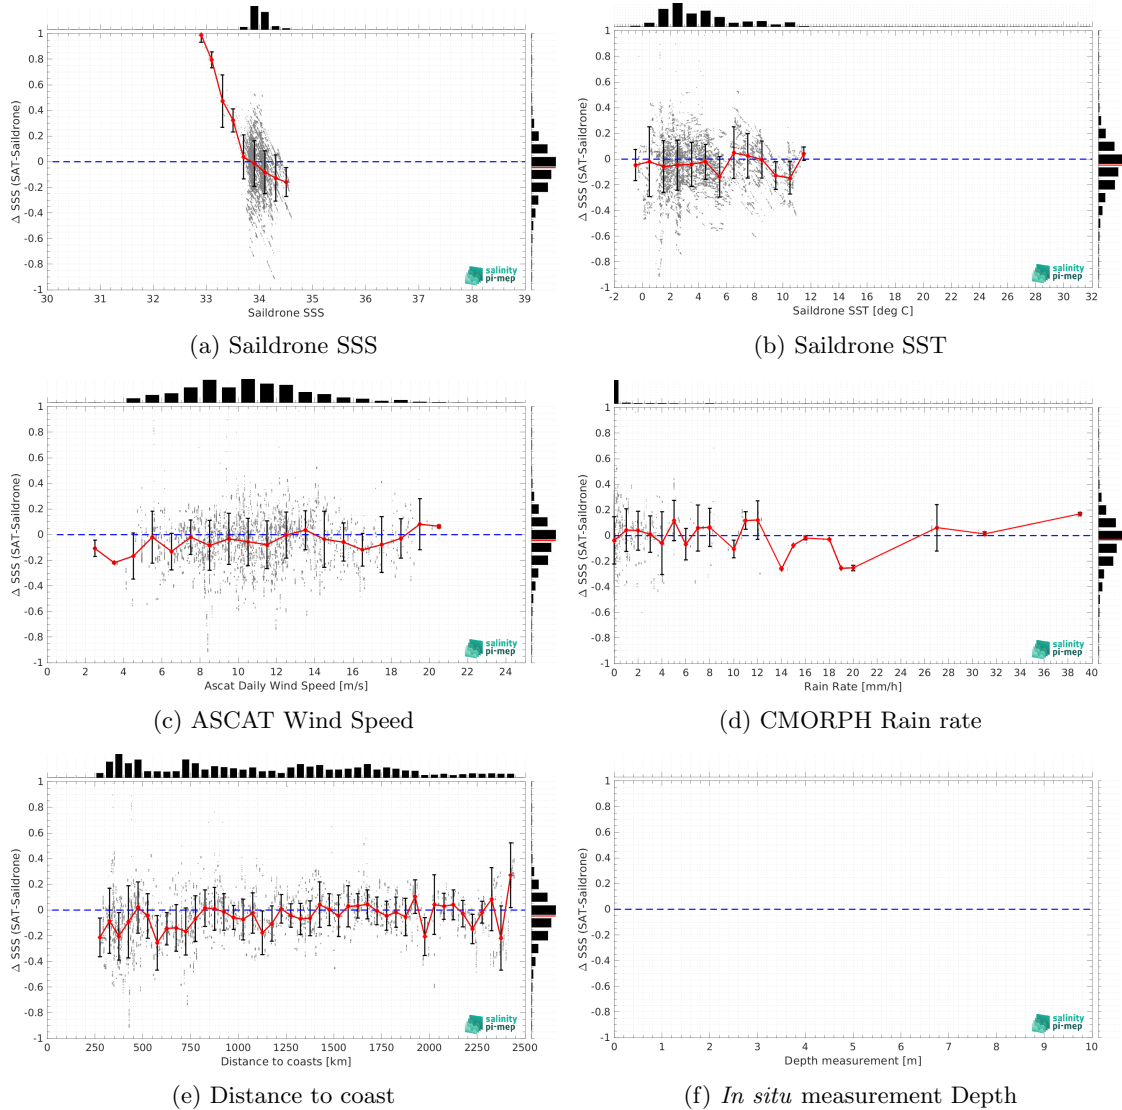 1
0.8
0.6
0.4
0.2
0
-0.2
-0.4
-0.6
-0.8
-1
Δ SSS (SAT-Saildrone)
30 31 32 33 34 35 36 37 38 39
Saildrone SSS
salinity
pi-mep
(a) Saildrone SSS
1
0.8
0.6
0.4
0.2
0
-0.2
-0.4
-0.6
-0.8
-1
Δ SSS (SAT-Saildrone)
-2 0 2 4 6 8 10 12 14 16 18 20 22 24 26 28 30 32
Saildrone SST [deg C]
salinity
pi-mep
(b) Saildrone SST
1
0.8
0.6
0.4
0.2
0
-0.2
-0.4
-0.6
-0.8
-1
Δ SSS (SAT-Saildrone)
0 2 4 6 8 10 12 14 16 18 20 22 24
Ascat Daily Wind Speed [m/s]
salinity
pi-mep
(c) ASCAT Wind Speed
1
0.8
0.6
0.4
0.2
0
-0.2
-0.4
-0.6
-0.8
-1
Δ SSS (SAT-Saildrone)
0 2 4 6 8 10 12 14 16 18 20 22 24 26 28 30 32 34 36 38 40
Rain Rate [mm/h]
salinity
pi-mep
(d) CMORPH Rain rate
1
0.8
0.6
0.4
0.2
0
-0.2
-0.4
-0.6
-0.8
-1
Δ SSS (SAT-Saildrone)
0 250 500 750 1000 1250 1500 1750 2000 2250 2500
Distance to coasts [km]
salinity
pi-mep
(e) Distance to coast
1
0.8
0.6
0.4
0.2
0
-0.2
-0.4
-0.6
-0.8
-1
Δ SSS (SAT-Saildrone)
0 1 2 3 4 5 6 7 8 9 10
Depth measurement [m]
salinity
pi-mep
(f) In situ measurement Depth